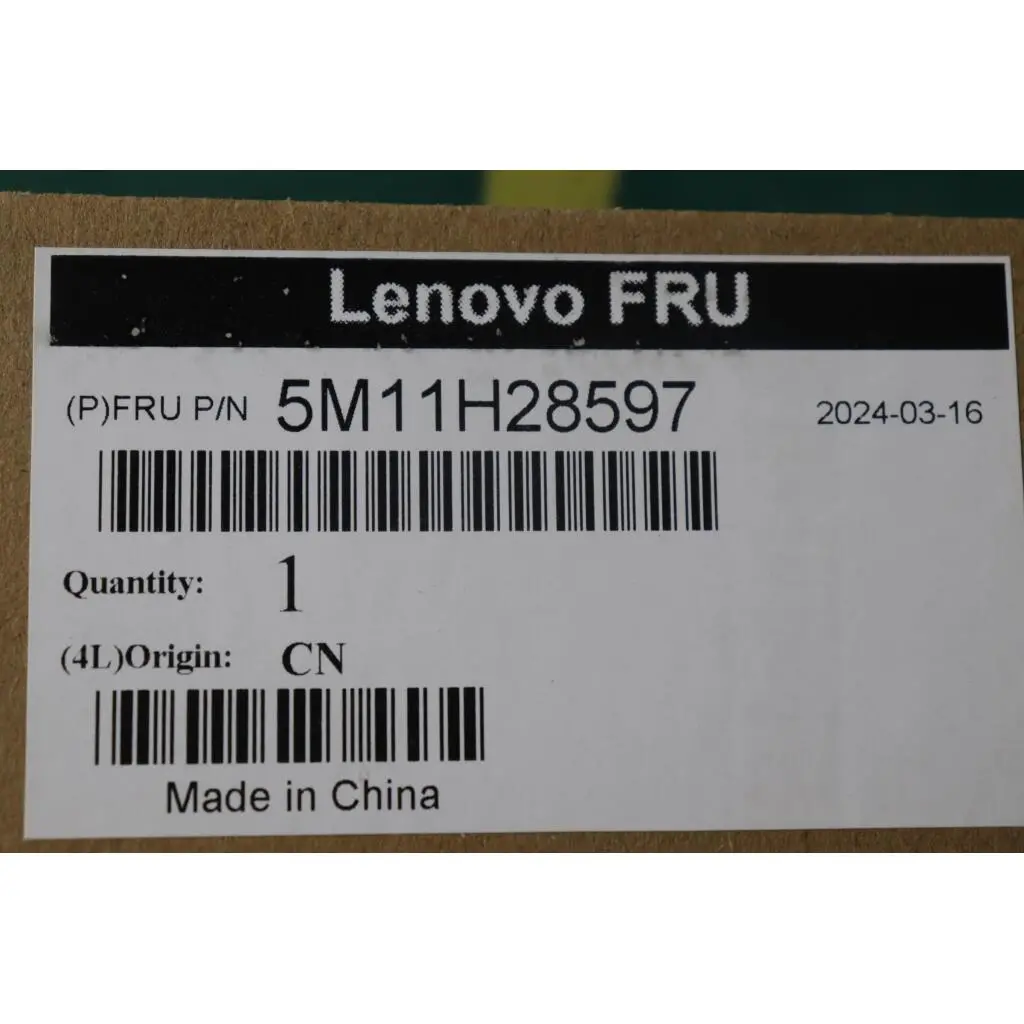 Lenovo FRU
(P)FRU P/N 5M11H28597 2024-03-16
Quantity: 1
(4L)Origin: CN
Made in China